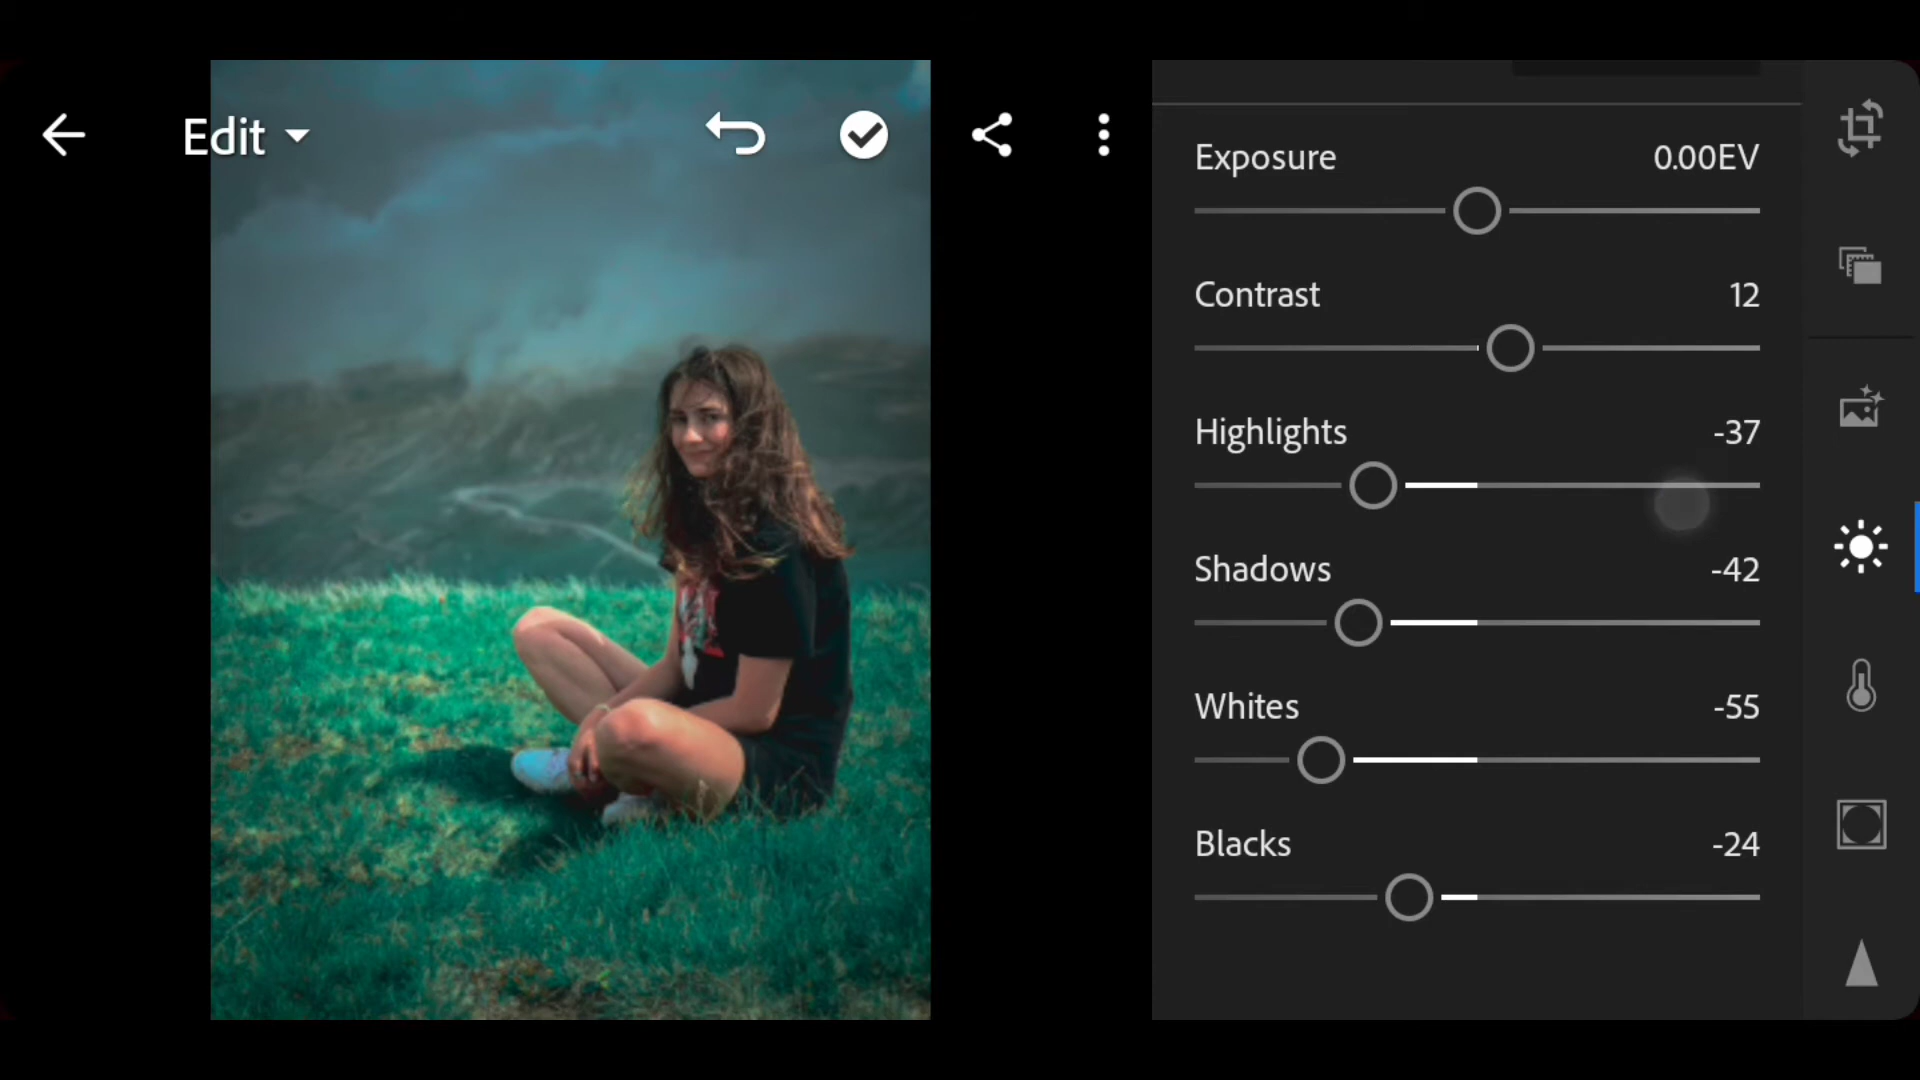 Edit
Exposure 0.00EV
Contrast 12
Highlights -37
Shadows -42
Whites -55
Blacks -24